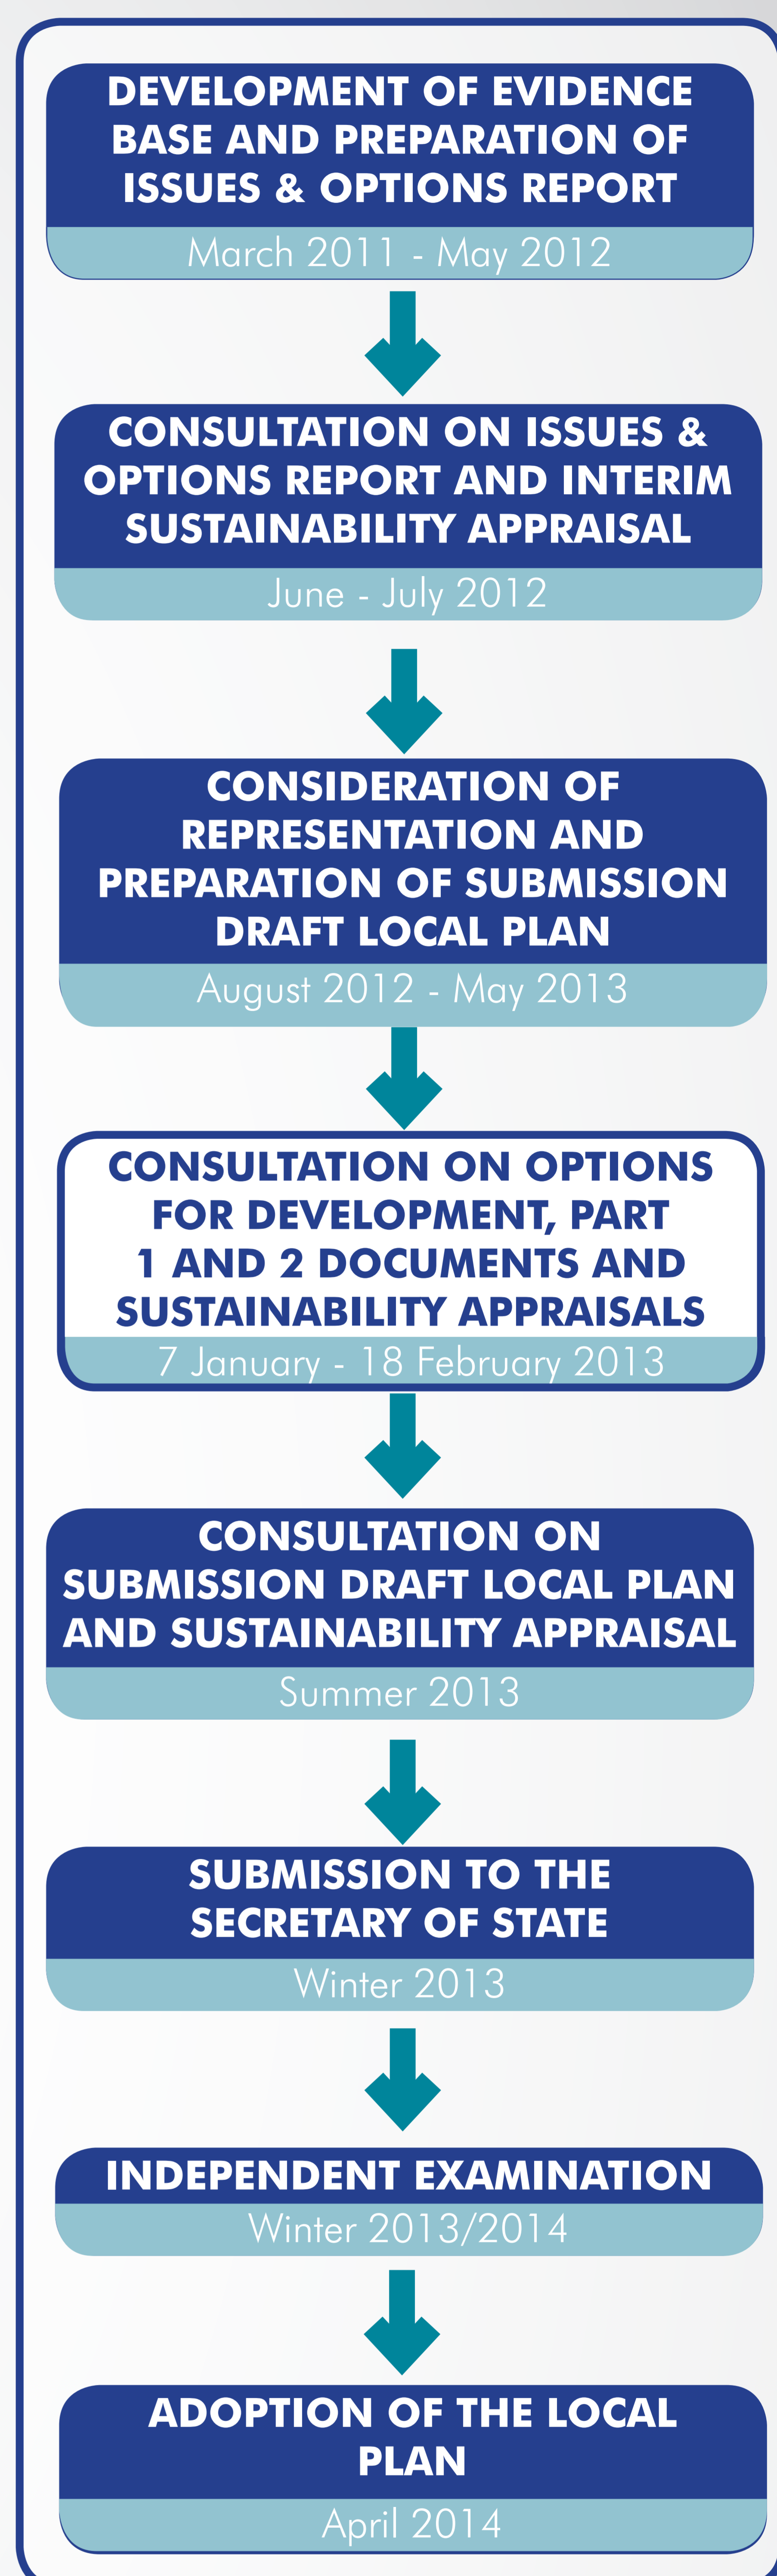 DEVELOPMENT OF EVIDENCE
BASE AND PREPARATION OF
ISSUES & OPTIONS REPORT
March 2011 - May 2012
CONSULTATION ON ISSUES &
OPTIONS REPORT AND INTERIM
SUSTAINABILITY APPRAISAL
June - July 2012
CONSIDERATION OF
REPRESENTATION AND
PREPARATION OF SUBMISSION
DRAFT LOCAL PLAN
August 2012 - May 2013
CONSULTATION ON OPTIONS
FOR DEVELOPMENT, PART
1 AND 2 DOCUMENTS AND
SUSTAINABILITY APPRAISALS
7 January - 18 February 2013
CONSULTATION ON
SUBMISSION DRAFT LOCAL PLAN
AND SUSTAINABILITY APPRAISAL
Summer 2013
SUBMISSION TO THE
SECRETARY OF STATE
Winter 2013
INDEPENDENT EXAMINATION
Winter 2013/2014
ADOPTION OF THE LOCAL
PLAN
April 2014